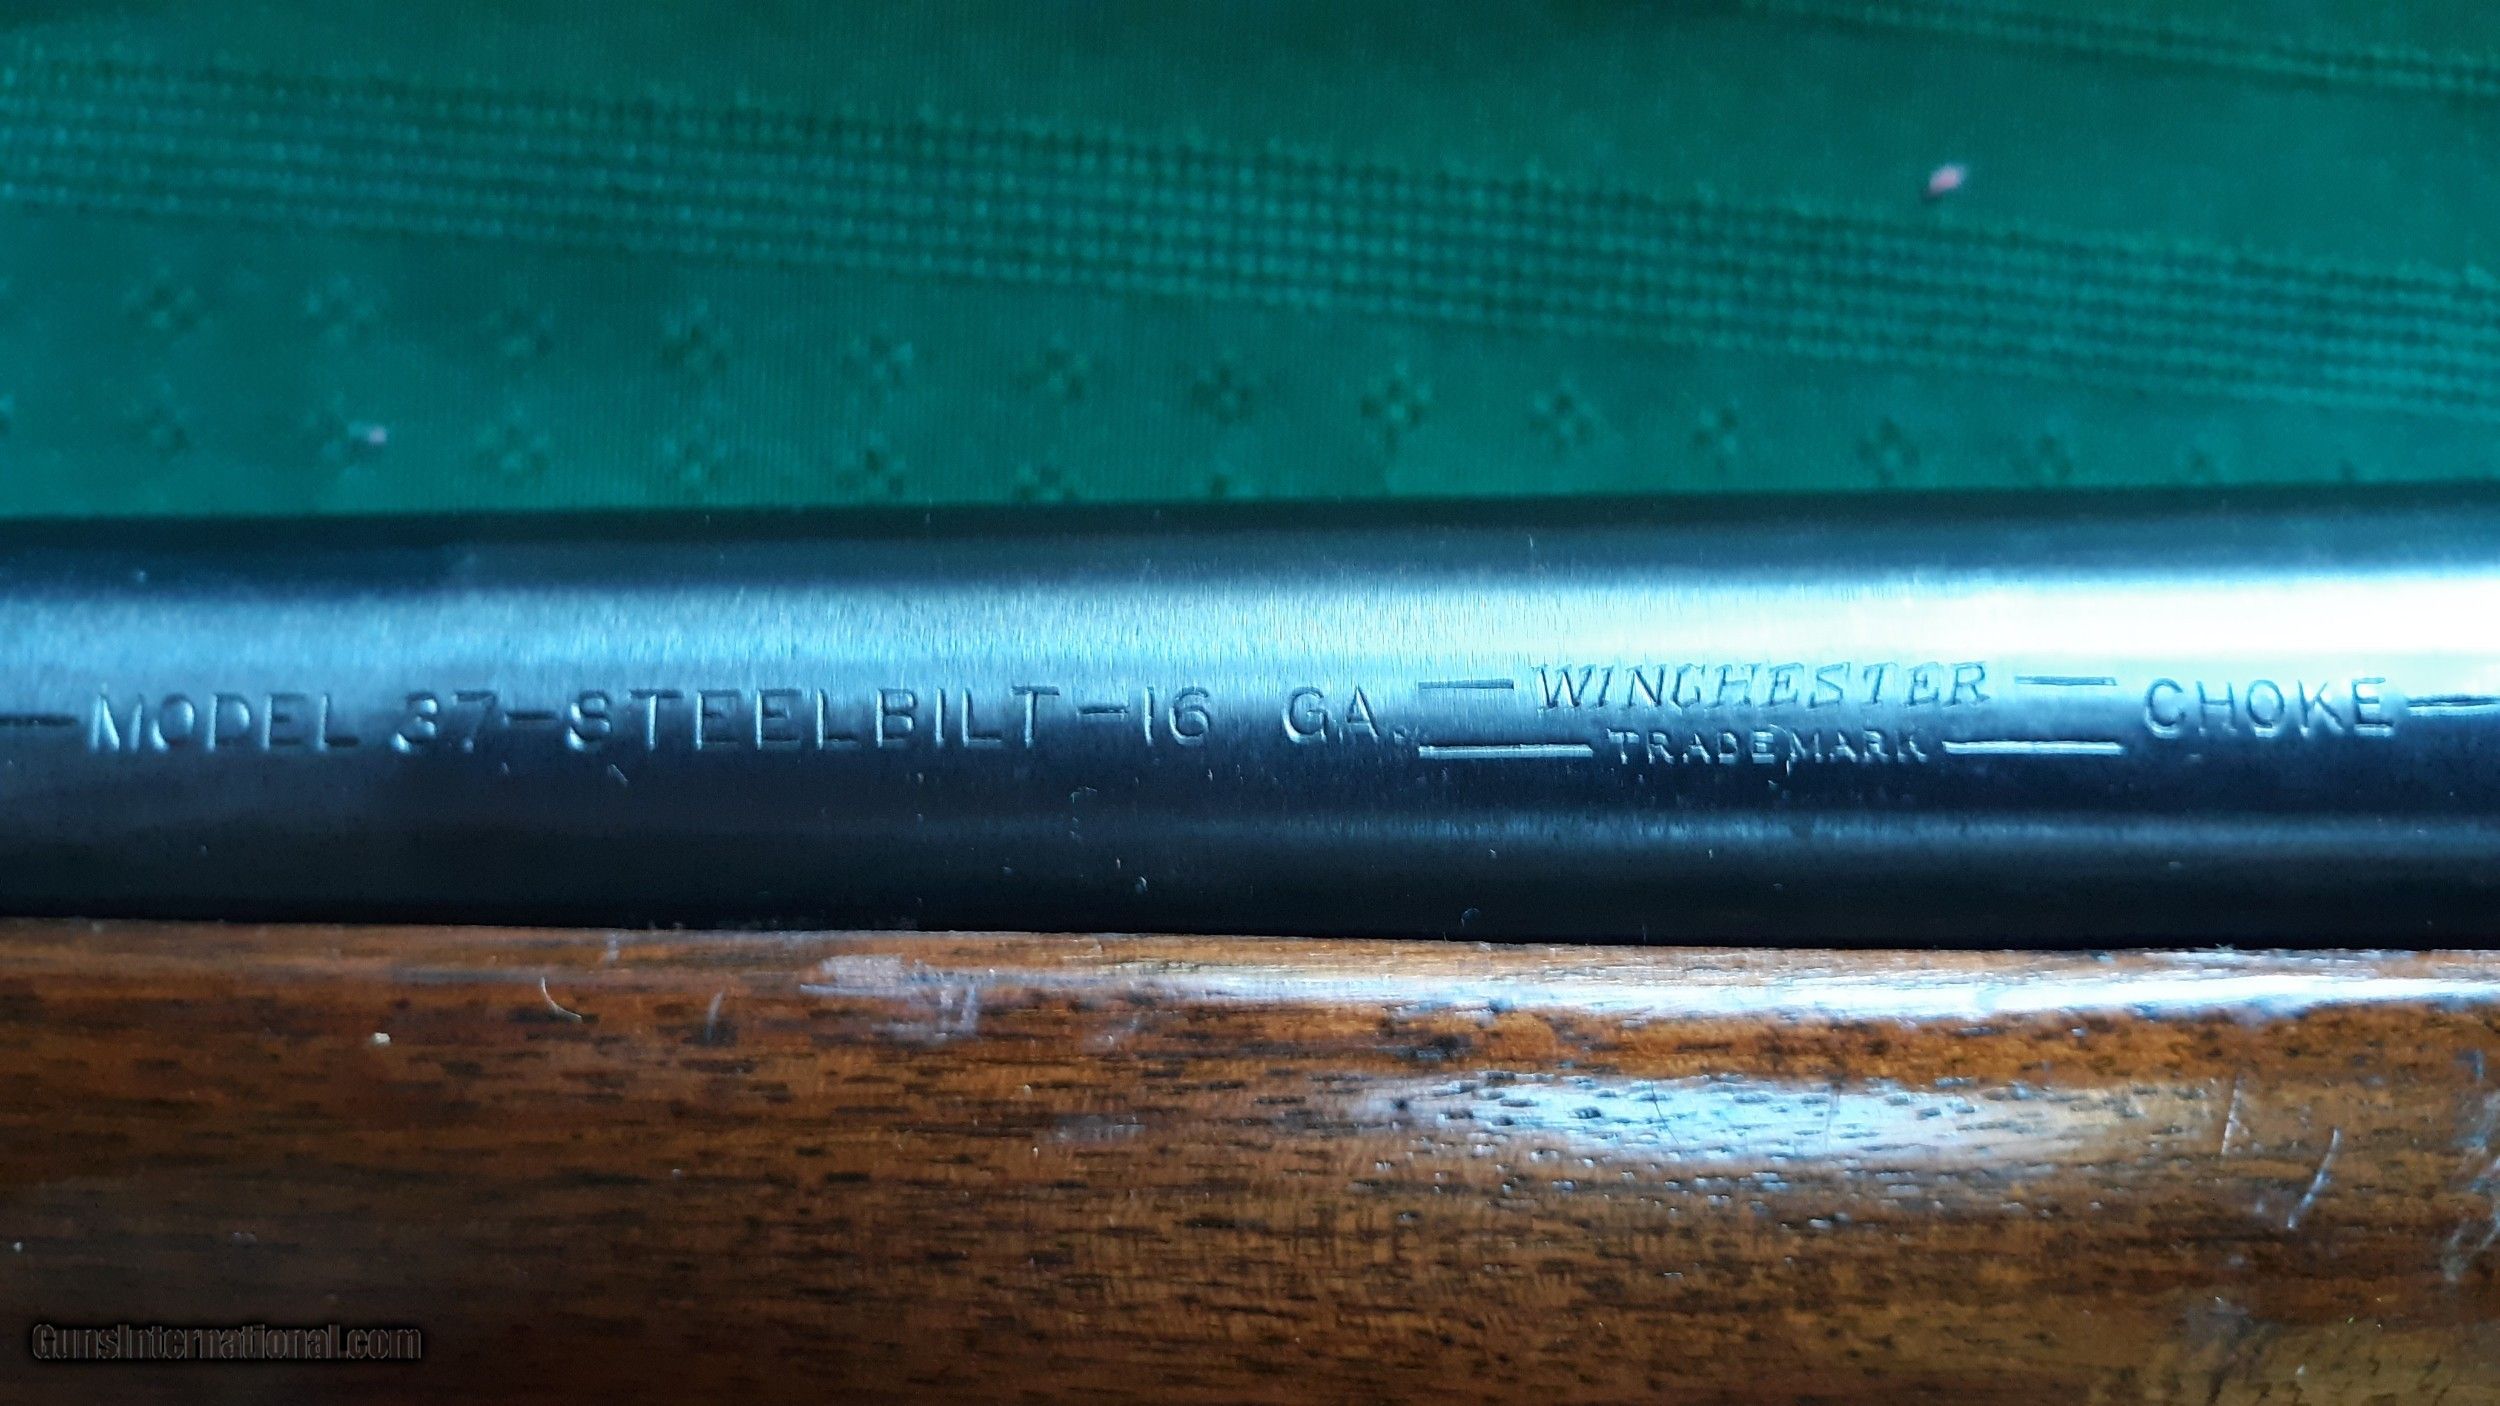 -MODEL 37-STEELBILT-16 GA. -WINCHESTER- CHOKE-
-TRADEMARK-
GunsInternational.com